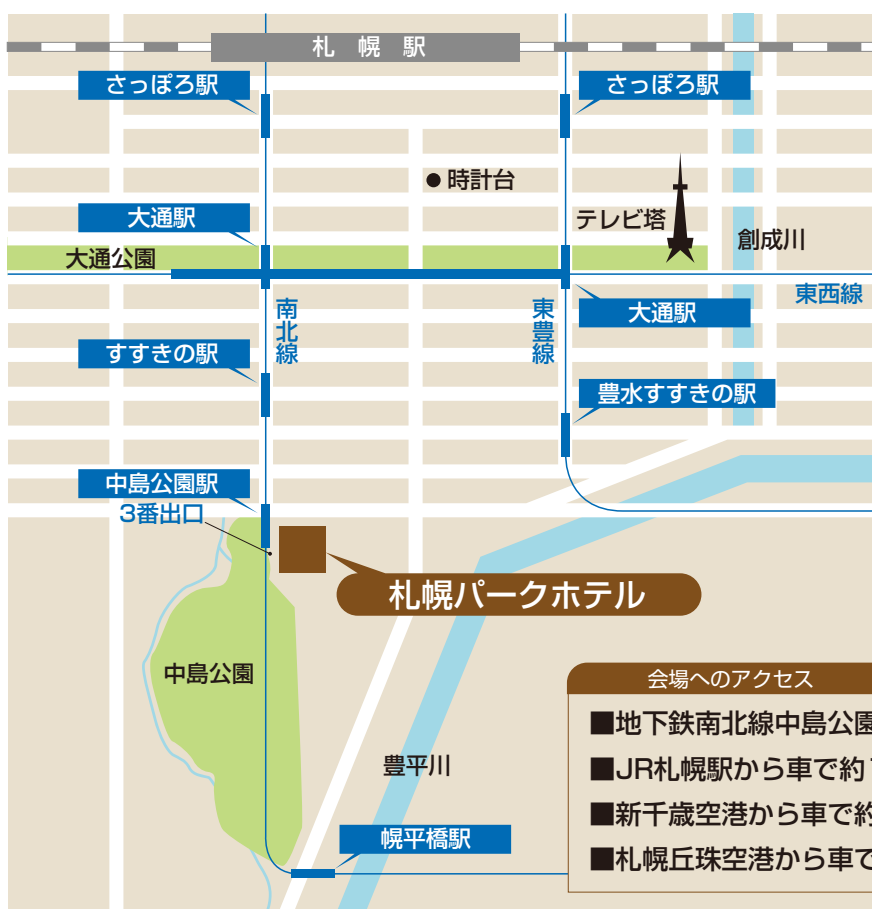 札幌駅
さっぽろ駅
さっぽろ駅
時計台
大通駅
テレビ塔
創成川
大通公園
東西線
南北線
東豊線
大通駅
すすきの駅
豊水すすきの駅
中島公園駅
3番出口
札幌パークホテル
中島公園
会場へのアクセス
■地下鉄南北線中島公園
■JR札幌駅から車で約
■新千歳空港から車で約
■札幌丘珠空港から車で
豊平川
幌平橋駅